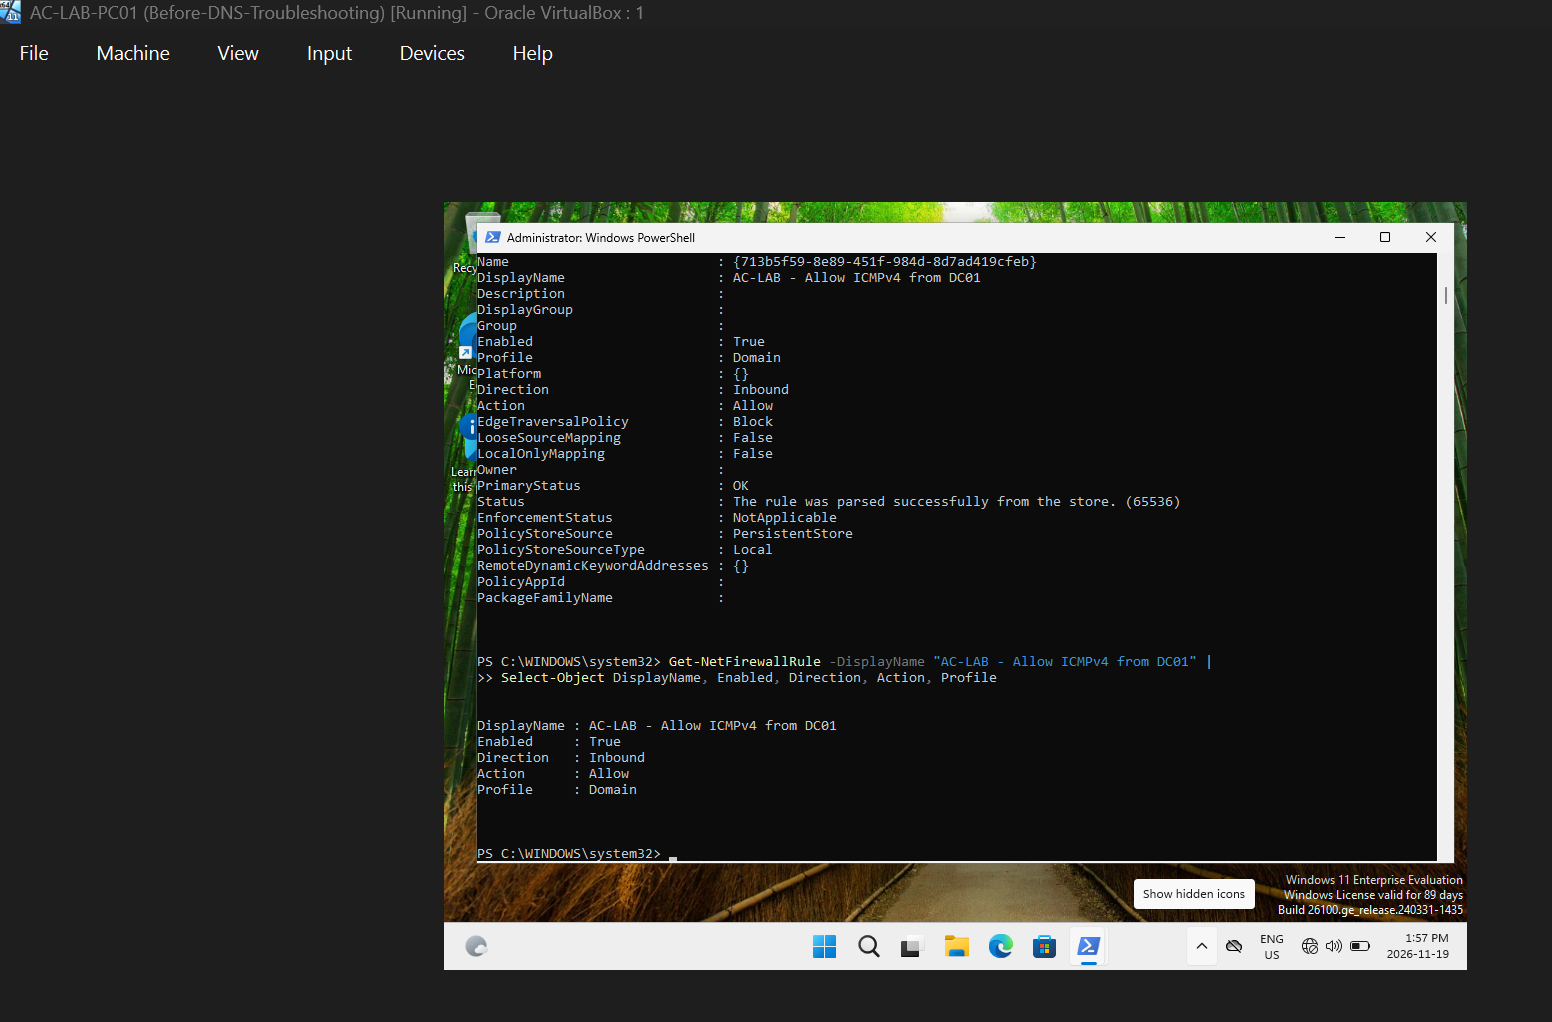 AC-LAB-PC01 (Before-DNS-Troubleshooting) [Running] - Oracle VirtualBox : 1
File Machine View Input Devices Help
Administrator: Windows PowerShell
Name : {713b5f59-8e89-451f-984d-8d7ad419cfeb}
DisplayName : AC-LAB - Allow ICMPv4 from DC01
Description :
DisplayGroup :
Group :
Enabled : True
Profile : Domain
Platform : {}
Direction : Inbound
Action : Allow
EdgeTraversalPolicy : Block
LooseSourceMapping : False
LocalOnlyMapping : False
Owner :
PrimaryStatus : OK
Status : The rule was parsed successfully from the store. (65536)
EnforcementStatus : NotApplicable
PolicyStoreSource : PersistentStore
PolicyStoreSourceType : Local
RemoteDynamicKeywordAddresses : {}
PolicyAppId :
PackageFamilyName :
PS C:\WINDOWS\system32> Get-NetFirewallRule -DisplayName "AC-LAB - Allow ICMPv4 from DC01" |
>> Select-Object DisplayName, Enabled, Direction, Action, Profile
DisplayName : AC-LAB - Allow ICMPv4 from DC01
Enabled : True
Direction : Inbound
Action : Allow
Profile : Domain
PS C:\WINDOWS\system32>
Recy
Mic
E
Lear
this
Show hidden icons
Windows 11 Enterprise Evaluation
Windows License valid for 89 days
Build 26100.ge_release.240331-1435
ENG
US
1:57 PM
2026-11-19